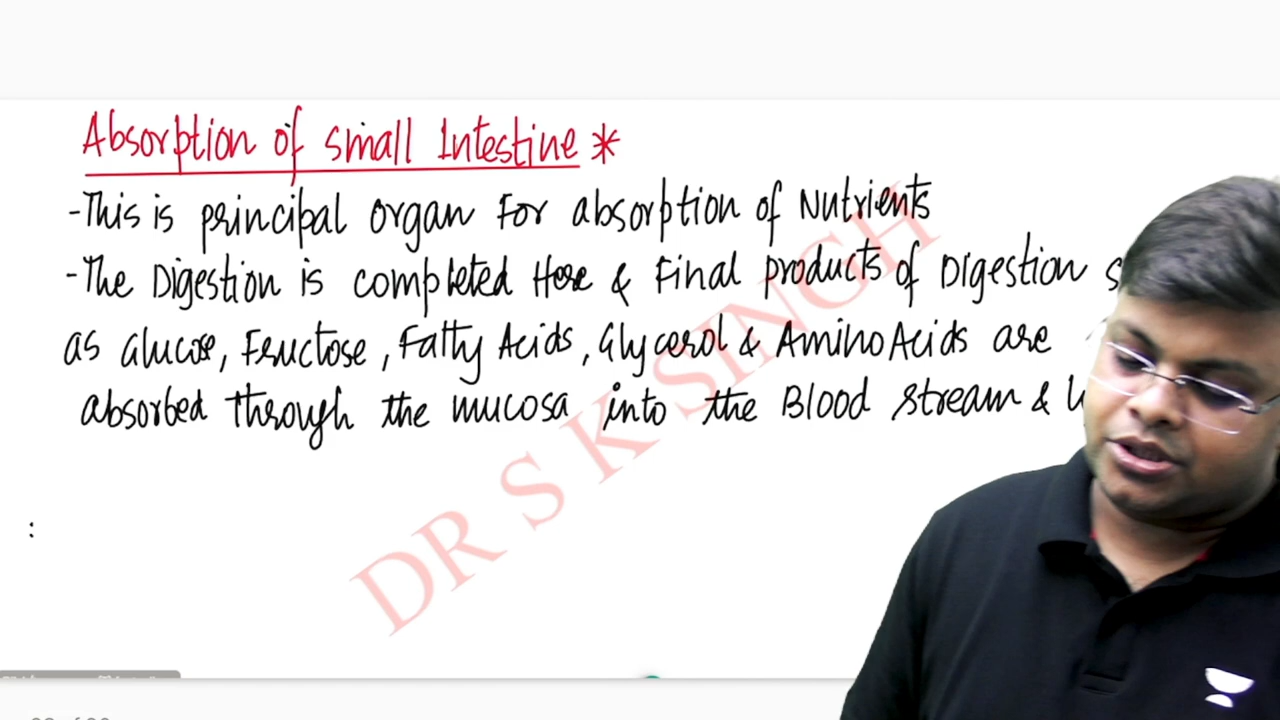 Absorption of Small Intestine *
-This is principal organ For absorption of Nutrients
-The Digestion is completed Here & Final products of Digestion
as Glucose, Fructose, Fatty Acids, Glycerol & Amino Acids are
absorbed through the mucosa into the Blood stream &
:
DR S K SINGH